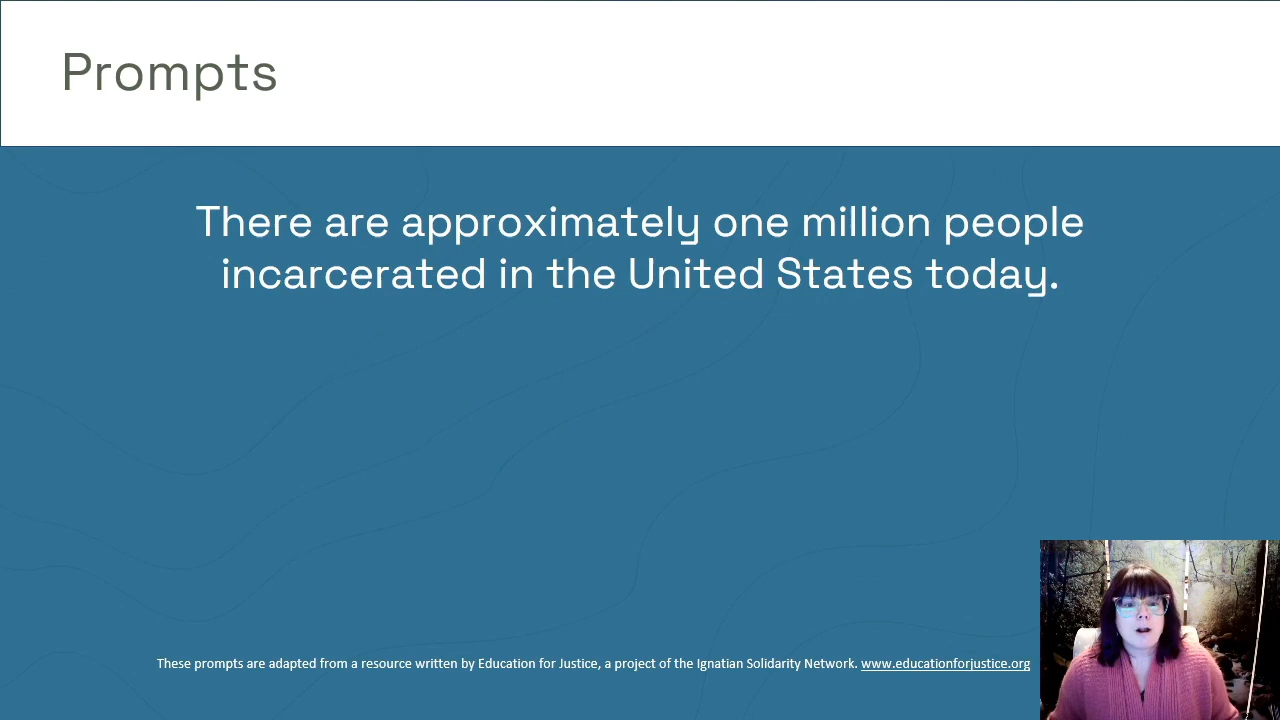 Prompts
There are approximately one million people
incarcerated in the United States today.
These prompts are adapted from a resource written by Education for Justice, a project of the Ignatian Solidarity Network. www.educationforjustice.org